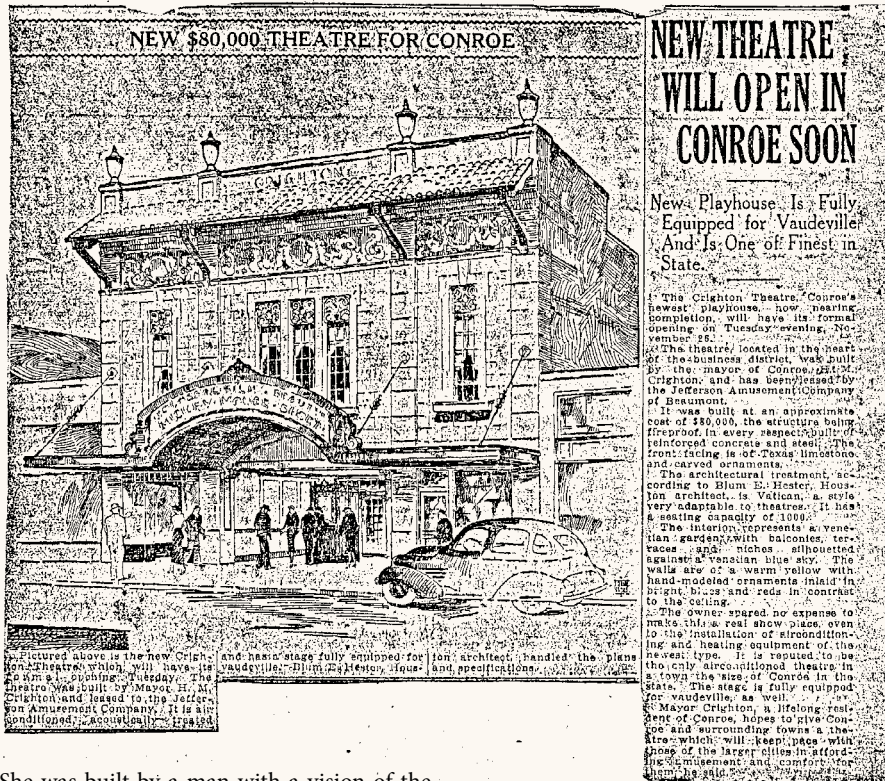 NEW $80,000 THEATRE FOR CONROE
CRIGHTON
Pictured above is the new Crigh-
ton Theatre which will have its
formal opening Tuesday. The
theatre was built by Mayor H. M.
Crighton and leased to the Jeffer-
son Amusement Company. It is air
conditioned, acoustically treated
and has a stage fully equipped for
vaudeville. Blum E. Hester, Hous-
ton architect, handled the plans
and specifications.
NEW THEATRE
WILL OPEN IN
CONROE SOON
New Playhouse Is Fully
Equipped for Vaudeville
And Is One of Finest in
State.
The Crighton Theatre, Conroe's
newest playhouse, now nearing
completion, will have its formal
opening on Tuesday evening, No-
vember 26.
The theatre, located in the heart
of the business district, was built
by the mayor of Conroe, H. M.
Crighton, and has been leased by
the Jefferson Amusement Company
of Beaumont.
It was built at an approximate
cost of $80,000, the structure being
fireproof in every respect, built of
reinforced concrete and steel. The
front facing is of Texas limestone
and carved ornaments.
The architectural treatment, ac-
cording to Blum E. Hester, Hous-
ton architect, is Vatican, a style
very adaptable to theatres. It has
a seating capacity of 1000.
The interior represents a vene-
tian garden with balconies, ter-
races and niches silhouetted
against a venetian blue sky. The
walls are of a warm yellow with
hand-modeled ornaments inlaid in
bright blues and reds in contrast
to the ceiling.
The owner spared no expense to
make this a real show place, even
to the installation of aircondition-
ing and heating equipment of the
newest type. It is reputed to be
the only airconditioned theatre in
a town the size of Conroe in the
state. The stage is fully equipped
for vaudeville, as well.
Mayor Crighton, a lifelong resi-
dent of Conroe, hopes to give Con-
roe and surrounding towns a the-
atre which will keep pace with
those of the larger cities in afford-
ing amusement and comfort for
them, he said.
She was built by a man with a vision of the